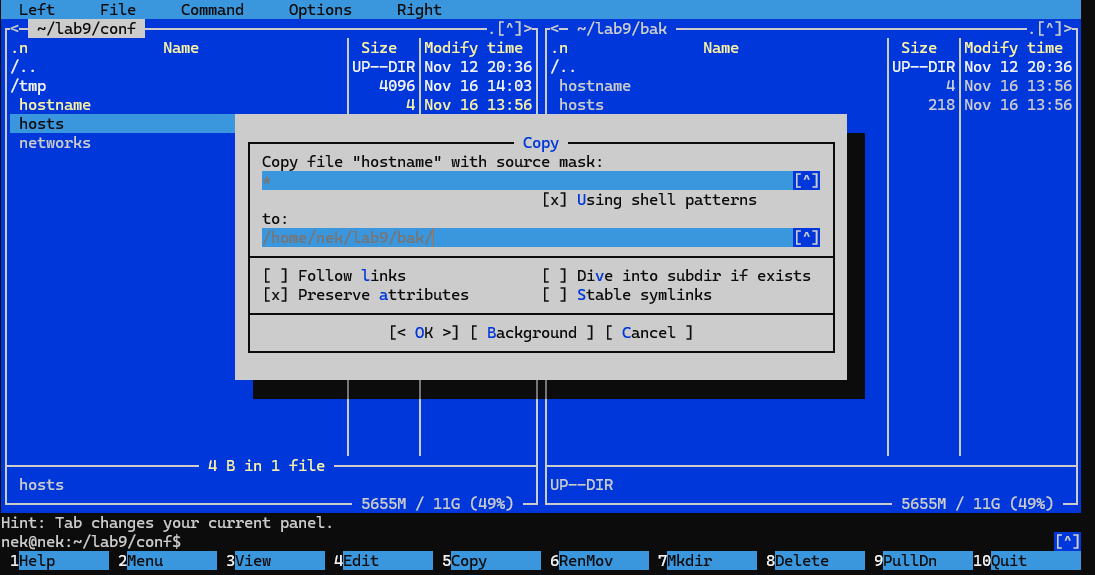 Left File Command Options Right
<─ ~/lab9/conf .[^]> <─ ~/lab9/bak .[^]>
.n Name Size Modify time .n Name Size Modify time
/.. UP--DIR Nov 12 20:36 /.. UP--DIR Nov 12 20:36
/tmp 4096 Nov 16 14:03 hostname 4 Nov 16 13:56
hostname 4 Nov 16 13:56 hosts 218 Nov 16 13:56
hosts
networks
Copy
Copy file "hostname" with source mask:
* [^]
[x] Using shell patterns
to:
/home/nek/lab9/bak/ [^]
[ ] Follow links [ ] Dive into subdir if exists
[x] Preserve attributes [ ] Stable symlinks
[< OK >] [ Background ] [ Cancel ]
4 B in 1 file
hosts UP--DIR
5655M / 11G (49%) 5655M / 11G (49%)
Hint: Tab changes your current panel.
nek@nek:~/lab9/conf$ [^]
1Help 2Menu 3View 4Edit 5Copy 6RenMov 7Mkdir 8Delete 9PullDn 10Quit